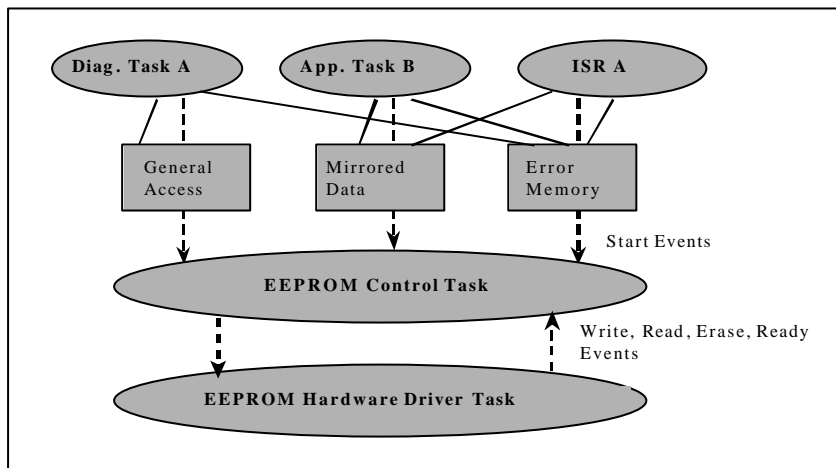 Diag. Task A
App. Task B
ISR A
General
Access
Mirrored
Data
Error
Memory
Start Events
EEPROM Control Task
Write, Read, Erase, Ready
Events
EEPROM Hardware Driver Task